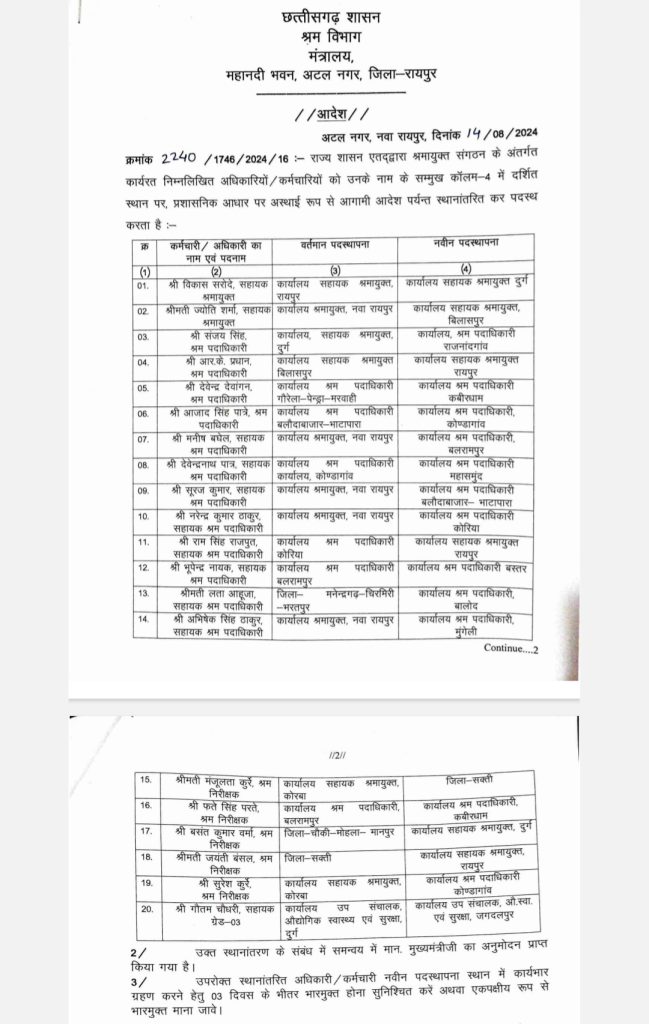 छत्तीसगढ़ शासन
श्रम विभाग
मंत्रालय,
महानदी भवन, अटल नगर, जिला–रायपुर
//आदेश//
अटल नगर, नवा रायपुर, दिनांक 14/08/2024
क्रमांक 2240 /1746/2024/16 :– राज्य शासन एतद्द्वारा श्रमायुक्त संगठन के अंतर्गत
कार्यरत निम्नलिखित अधिकारियों/कर्मचारियों को उनके नाम के सम्मुख कॉलम–4 में दर्शित
स्थान पर, प्रशासनिक आधार पर अस्थाई रूप से आगामी आदेश पर्यन्त स्थानांतरित कर पदस्थ
करता है :–
क्र कर्मचारी/ अधिकारी का नाम एवं पदनाम वर्तमान पदस्थापना नवीन पदस्थापना
(1) (2) (3) (4)
01. श्री विकास सरोदे, सहायक श्रमायुक्त कार्यालय सहायक श्रमायुक्त, रायपुर कार्यालय सहायक श्रमायुक्त दुर्ग
02. श्रीमती ज्योति शर्मा, सहायक श्रमायुक्त कार्यालय श्रमायुक्त, नवा रायपुर कार्यालय सहायक श्रमायुक्त, बिलासपुर
03. श्री संजय सिंह, श्रम पदाधिकारी कार्यालय, सहायक श्रमायुक्त, दुर्ग कार्यालय, श्रम पदाधिकारी राजनांदगांव
04. श्री आर.के. प्रधान, श्रम पदाधिकारी कार्यालय सहायक श्रमायुक्त बिलासपुर कार्यालय सहायक श्रमायुक्त रायपुर
05. श्री देवेन्द्र देवांगन, श्रम पदाधिकारी कार्यालय श्रम पदाधिकारी गौरेला–पेन्ड्रा–मरवाही कार्यालय श्रम पदाधिकारी कबीरधाम
06. श्री आजाद सिंह पात्रे, श्रम पदाधिकारी कार्यालय श्रम पदाधिकारी बलौदाबाजार–भाटापारा कार्यालय श्रम पदाधिकारी, कोण्डागांव
07. श्री मनीष बघेल, सहायक श्रम पदाधिकारी कार्यालय श्रमायुक्त, नवा रायपुर कार्यालय श्रम पदाधिकारी, बलरामपुर
08. श्री देवेन्द्रनाथ पात्र, सहायक श्रम पदाधिकारी कार्यालय श्रम पदाधिकारी कार्यालय, कोण्डागांव कार्यालय श्रम पदाधिकारी महासमुंद
09. श्री सूरज कुमार, सहायक श्रम पदाधिकारी कार्यालय श्रमायुक्त, नवा रायपुर कार्यालय श्रम पदाधिकारी बलौदाबाजार– भाटापारा
10. श्री नरेन्द्र कुमार ठाकुर, सहायक श्रम पदाधिकारी कार्यालय श्रमायुक्त, नवा रायपुर कार्यालय श्रम पदाधिकारी कोरिया
11. श्री राम सिंह राजपुत, सहायक श्रम पदाधिकारी कार्यालय श्रम पदाधिकारी कोरिया कार्यालय सहायक श्रमायुक्त रायपुर
12. श्री भूपेन्द्र नायक, सहायक श्रम पदाधिकारी कार्यालय श्रम पदाधिकारी बलरामपुर कार्यालय श्रम पदाधिकारी बस्तर
13. श्रीमती लता आहूजा, सहायक श्रम पदाधिकारी जिला– मनेन्द्रगढ़–चिरमिरी –भरतपुर कार्यालय श्रम पदाधिकारी, बालोद
14. श्री अभिषेक सिंह ठाकुर, सहायक श्रम पदाधिकारी कार्यालय श्रमायुक्त, नवा रायपुर कार्यालय श्रम पदाधिकारी, मुंगेली
Continue....2
//2//
15. श्रीमती मंजूलता कुर्रे, श्रम निरीक्षक कार्यालय सहायक श्रमायुक्त, कोरबा जिला–सक्ती
16. श्री फते सिंह परते, श्रम निरीक्षक कार्यालय श्रम पदाधिकारी, बलरामपुर कार्यालय श्रम पदाधिकारी, कबीरधाम
17. श्री बसंत कुमार वर्मा, श्रम निरीक्षक जिला–चौकी–मोहला– मानपुर कार्यालय सहायक श्रमायुक्त, दुर्ग
18. श्रीमती जयंती बंसल, श्रम निरीक्षक जिला–सक्ती कार्यालय सहायक श्रमायुक्त, रायपुर
19. श्री सुरेश कुर्रे, श्रम निरीक्षक कार्यालय सहायक श्रमायुक्त, कोरबा कार्यालय श्रम पदाधिकारी कोण्डागांव
20. श्री गौतम चौधरी, सहायक ग्रेड–03 कार्यालय उप संचालक, औद्योगिक स्वास्थ्य एवं सुरक्षा, दुर्ग कार्यालय उप संचालक, औ.स्वा. एवं सुरक्षा, जगदलपुर
2/ उक्त स्थानांतरण के संबंध में समन्वय में मान. मुख्यमंत्रीजी का अनुमोदन प्राप्त
किया गया है।
3/ उपरोक्त स्थानांतरित अधिकारी/कर्मचारी नवीन पदस्थापना स्थान में कार्यभार
ग्रहण करने हेतु 03 दिवस के भीतर भारमुक्त होना सुनिश्चित करें अथवा एकपक्षीय रूप से
भारमुक्त माना जावे।